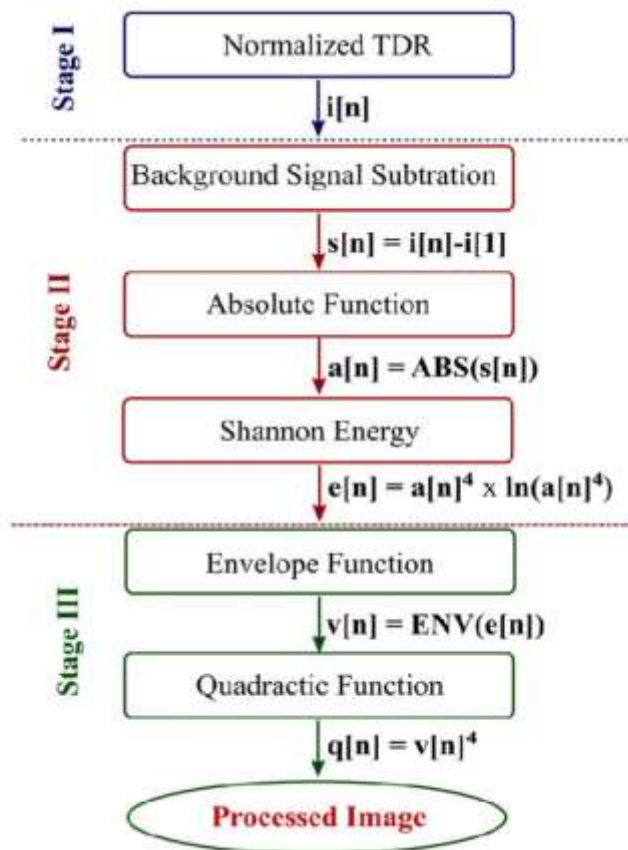 Stage I
Normalized TDR
i[n]
Stage II
Background Signal Subtration
s[n] = i[n]-i[1]
Absolute Function
a[n] = ABS(s[n])
Shannon Energy
e[n] = a[n]⁴ x ln(a[n]⁴)
Stage III
Envelope Function
v[n] = ENV(e[n])
Quadractic Function
q[n] = v[n]⁴
Processed Image